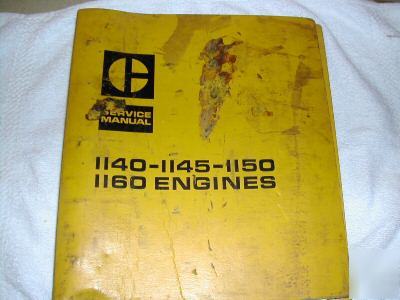 SERVICE
MANUAL
1140-1145-1150
1160 ENGINES